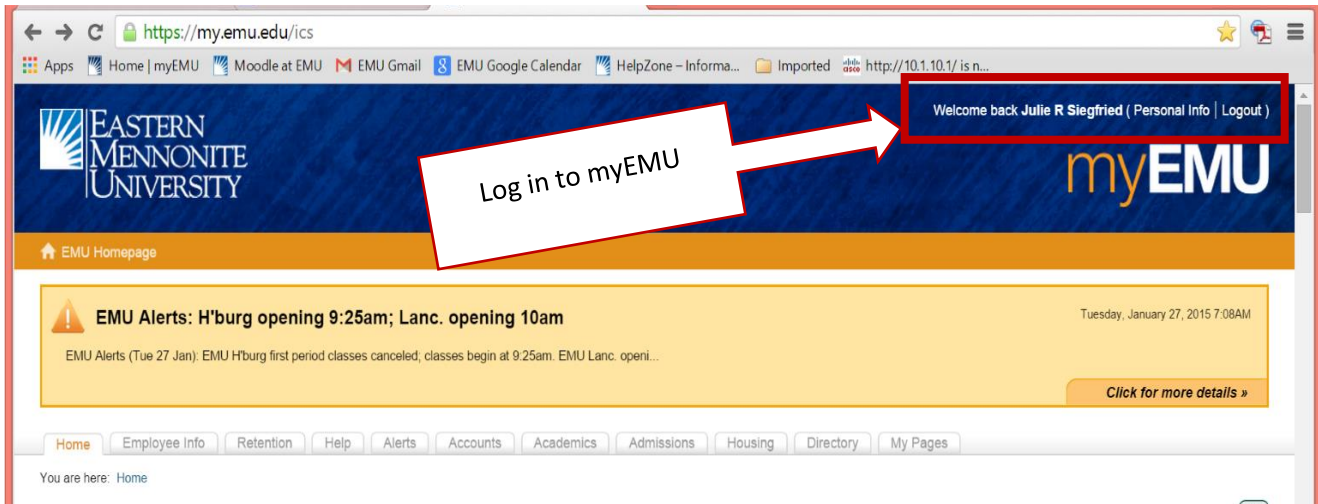 https://my.emu.edu/ics
Apps Home | myEMU Moodle at EMU EMU Gmail 8 EMU Google Calendar HelpZone – Informa... Imported cisco http://10.1.10.1/ is n...
Welcome back Julie R Siegfried ( Personal Info | Logout )
EASTERN
MENNONITE
UNIVERSITY
Log in to myEMU
myEMU
EMU Homepage
EMU Alerts: H'burg opening 9:25am; Lanc. opening 10am
Tuesday, January 27, 2015 7:08AM
EMU Alerts (Tue 27 Jan): EMU H'burg first period classes canceled; classes begin at 9:25am. EMU Lanc. openi...
Click for more details »
Home Employee Info Retention Help Alerts Accounts Academics Admissions Housing Directory My Pages
You are here: Home